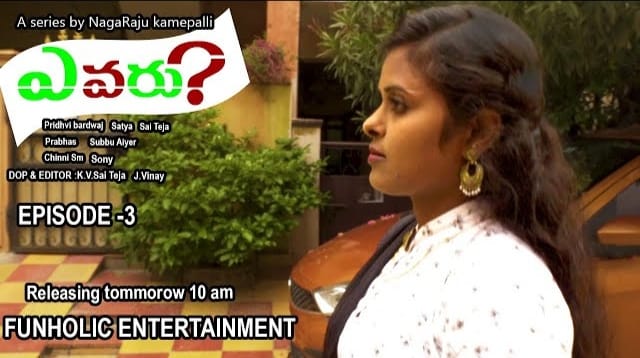 A series by NagaRaju kamepalli
ఎవరు?
Pridhvi bardwaj Satya Sai Teja
Prabhas Subbu Aiyer
Chinni Sm Sony
DOP & EDITOR :K.V.Sai Teja J.Vinay
EPISODE -3
Releasing tommorow 10 am
FUNHOLIC ENTERTAINMENT